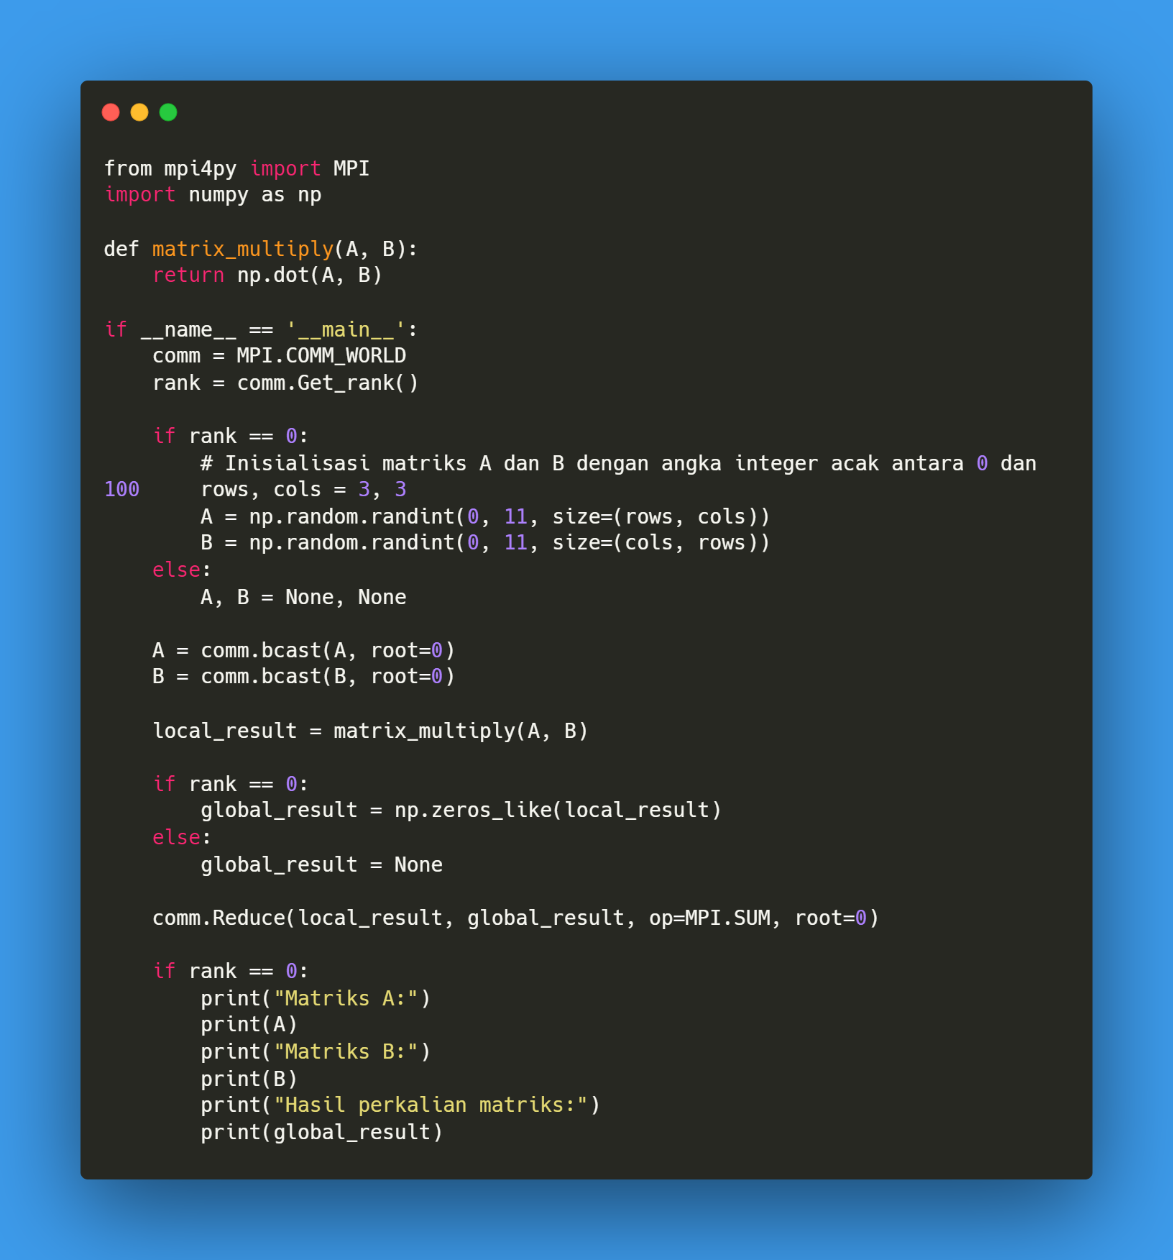 from mpi4py import MPI
import numpy as np

def matrix_multiply(A, B):
    return np.dot(A, B)

if __name__ == '__main__':
    comm = MPI.COMM_WORLD
    rank = comm.Get_rank()

    if rank == 0:
        # Inisialisasi matriks A dan B dengan angka integer acak antara 0 dan
100     rows, cols = 3, 3
        A = np.random.randint(0, 11, size=(rows, cols))
        B = np.random.randint(0, 11, size=(cols, rows))
    else:
        A, B = None, None

    A = comm.bcast(A, root=0)
    B = comm.bcast(B, root=0)

    local_result = matrix_multiply(A, B)

    if rank == 0:
        global_result = np.zeros_like(local_result)
    else:
        global_result = None

    comm.Reduce(local_result, global_result, op=MPI.SUM, root=0)

    if rank == 0:
        print("Matriks A:")
        print(A)
        print("Matriks B:")
        print(B)
        print("Hasil perkalian matriks:")
        print(global_result)